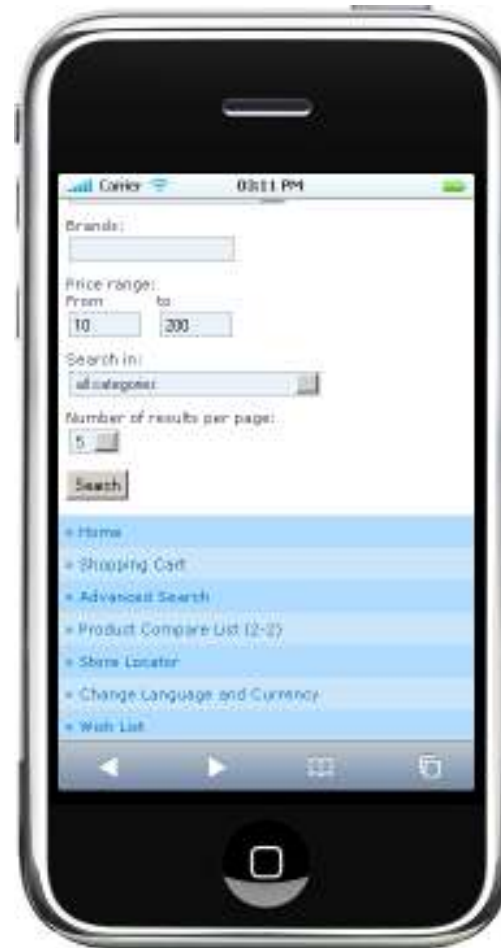 Carrier 03:11 PM
Brands:
Price range:
From to
10 200
Search in:
all categories
Number of results per page:
5
Search
» Home
» Shopping Cart
» Advanced Search
» Product Compare List (2-2)
» Store Locator
» Change Language and Currency
» Wish List